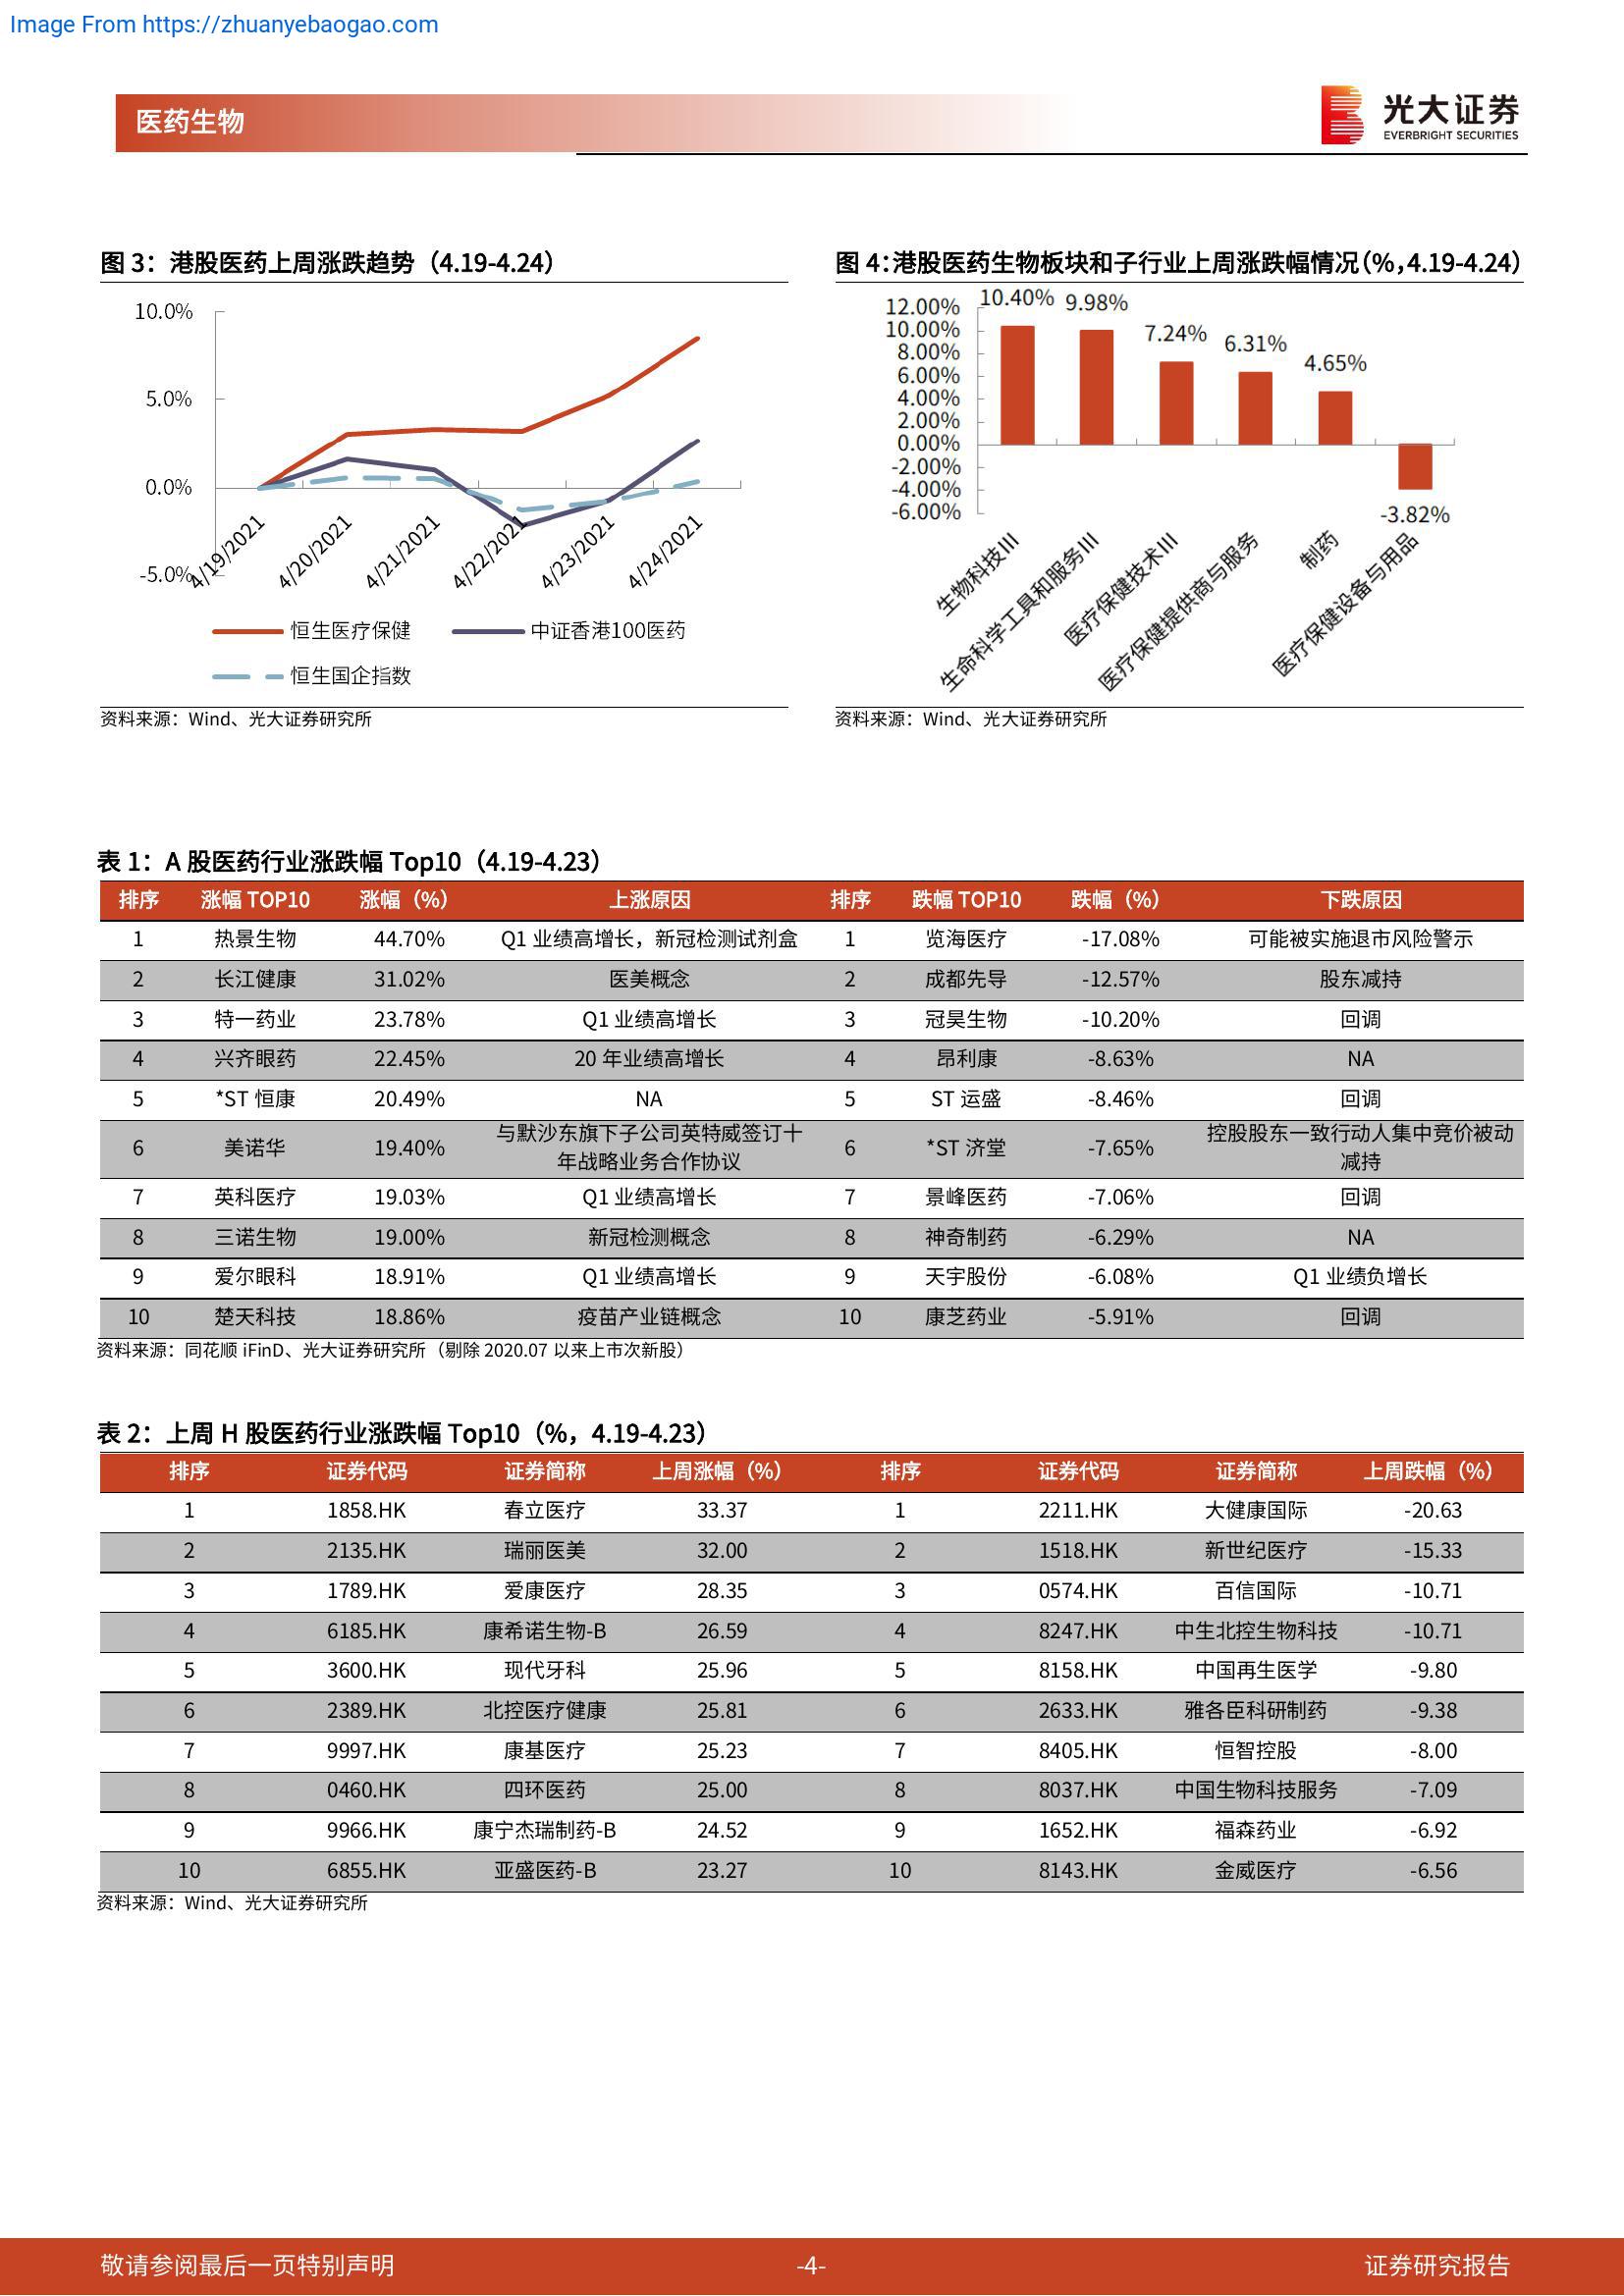 Image From https://zhuanyebaogao.com
医药生物
光大证券
EVERBRIGHT SECURITIES
图 3：港股医药上周涨跌趋势（4.19-4.24）
10.0%
5.0%
0.0%
-5.0%
4/19/2021 4/20/2021 4/21/2021 4/22/2021 4/23/2021 4/24/2021
恒生医疗保健 中证香港100医药
恒生国企指数
资料来源：Wind、光大证券研究所
图 4：港股医药生物板块和子行业上周涨跌幅情况（%，4.19-4.24）
12.00%
10.00%
8.00%
6.00%
4.00%
2.00%
0.00%
-2.00%
-4.00%
-6.00%
10.40% 9.98% 7.24% 6.31% 4.65% -3.82%
生物科技III
生命科学工具和服务III
医疗保健技术III
医疗保健提供商与服务
制药
医疗保健设备与用品
资料来源：Wind、光大证券研究所
表 1：A 股医药行业涨跌幅 Top10（4.19-4.23）
排序 涨幅 TOP10 涨幅（%） 上涨原因 排序 跌幅 TOP10 跌幅（%） 下跌原因
1 热景生物 44.70% Q1 业绩高增长，新冠检测试剂盒 1 览海医疗 -17.08% 可能被实施退市风险警示
2 长江健康 31.02% 医美概念 2 成都先导 -12.57% 股东减持
3 特一药业 23.78% Q1 业绩高增长 3 冠昊生物 -10.20% 回调
4 兴齐眼药 22.45% 20 年业绩高增长 4 昂利康 -8.63% NA
5 *ST 恒康 20.49% NA 5 ST 运盛 -8.46% 回调
6 美诺华 19.40% 与默沙东旗下子公司英特威签订十年战略业务合作协议 6 *ST 济堂 -7.65% 控股股东一致行动人集中竞价被动减持
7 英科医疗 19.03% Q1 业绩高增长 7 景峰医药 -7.06% 回调
8 三诺生物 19.00% 新冠检测概念 8 神奇制药 -6.29% NA
9 爱尔眼科 18.91% Q1 业绩高增长 9 天宇股份 -6.08% Q1 业绩负增长
10 楚天科技 18.86% 疫苗产业链概念 10 康芝药业 -5.91% 回调
资料来源：同花顺 iFinD、光大证券研究所（剔除 2020.07 以来上市次新股）
表 2：上周 H 股医药行业涨跌幅 Top10（%，4.19-4.23）
排序 证券代码 证券简称 上周涨幅（%） 排序 证券代码 证券简称 上周跌幅（%）
1 1858.HK 春立医疗 33.37 1 2211.HK 大健康国际 -20.63
2 2135.HK 瑞丽医美 32.00 2 1518.HK 新世纪医疗 -15.33
3 1789.HK 爱康医疗 28.35 3 0574.HK 百信国际 -10.71
4 6185.HK 康希诺生物-B 26.59 4 8247.HK 中生北控生物科技 -10.71
5 3600.HK 现代牙科 25.96 5 8158.HK 中国再生医学 -9.80
6 2389.HK 北控医疗健康 25.81 6 2633.HK 雅各臣科研制药 -9.38
7 9997.HK 康基医疗 25.23 7 8405.HK 恒智控股 -8.00
8 0460.HK 四环医药 25.00 8 8037.HK 中国生物科技服务 -7.09
9 9966.HK 康宁杰瑞制药-B 24.52 9 1652.HK 福森药业 -6.92
10 6855.HK 亚盛医药-B 23.27 10 8143.HK 金威医疗 -6.56
资料来源：Wind、光大证券研究所
敬请参阅最后一页特别声明 -4- 证券研究报告